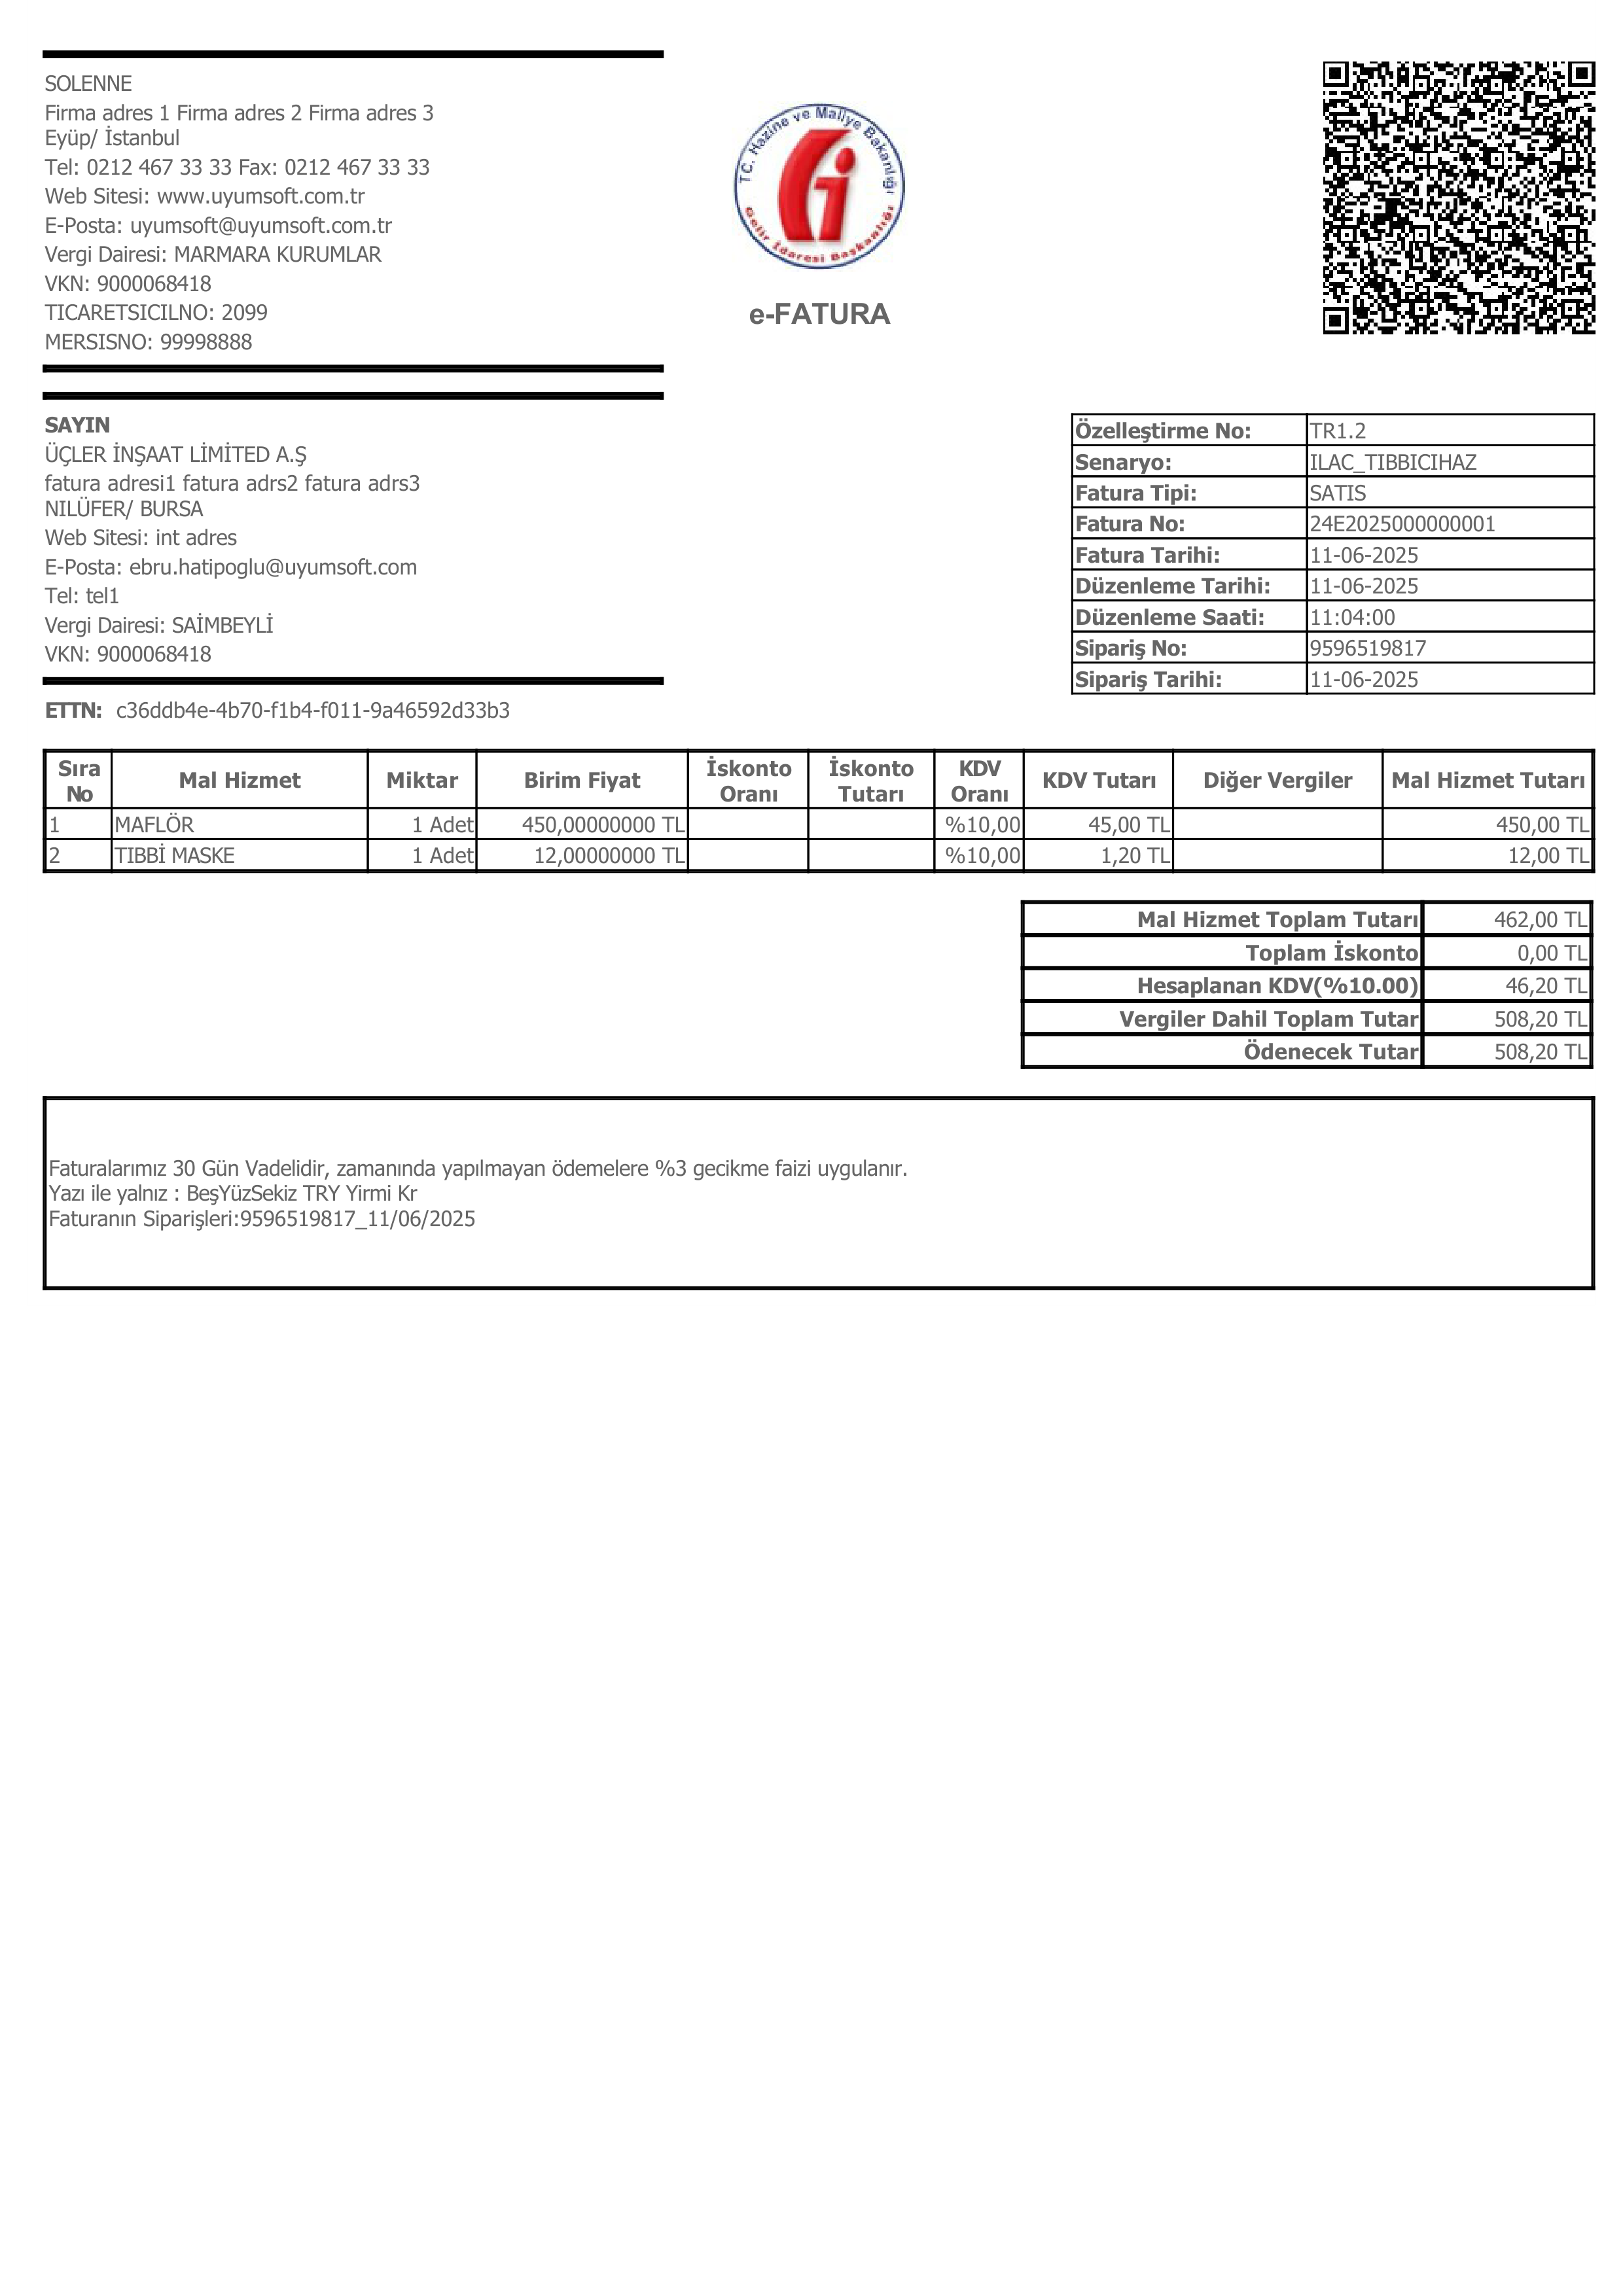 SOLENNE
Firma adres 1 Firma adres 2 Firma adres 3
Eyüp/ İstanbul
Tel: 0212 467 33 33 Fax: 0212 467 33 33
Web Sitesi: www.uyumsoft.com.tr
E-Posta: uyumsoft@uyumsoft.com.tr
Vergi Dairesi: MARMARA KURUMLAR
VKN: 9000068418
TICARETSICILNO: 2099
MERSISNO: 99998888
TC. Hazine ve Maliye Bakanlığı
Gelir İdaresi Başkanlığı
e-FATURA
SAYIN
ÜÇLER İNŞAAT LİMİTED A.Ş
fatura adresi1 fatura adrs2 fatura adrs3
NILÜFER/ BURSA
Web Sitesi: int adres
E-Posta: ebru.hatipoglu@uyumsoft.com
Tel: tel1
Vergi Dairesi: SAİMBEYLİ
VKN: 9000068418
Özelleştirme No: TR1.2
Senaryo: ILAC_TIBBICIHAZ
Fatura Tipi: SATIS
Fatura No: 24E2025000000001
Fatura Tarihi: 11-06-2025
Düzenleme Tarihi: 11-06-2025
Düzenleme Saati: 11:04:00
Sipariş No: 9596519817
Sipariş Tarihi: 11-06-2025
ETTN: c36ddb4e-4b70-f1b4-f011-9a46592d33b3
Sıra No Mal Hizmet Miktar Birim Fiyat İskonto Oranı İskonto Tutarı KDV Oranı KDV Tutarı Diğer Vergiler Mal Hizmet Tutarı
1 MAFLÖR 1 Adet 450,00000000 TL %10,00 45,00 TL 450,00 TL
2 TIBBİ MASKE 1 Adet 12,00000000 TL %10,00 1,20 TL 12,00 TL
Mal Hizmet Toplam Tutarı 462,00 TL
Toplam İskonto 0,00 TL
Hesaplanan KDV(%10.00) 46,20 TL
Vergiler Dahil Toplam Tutar 508,20 TL
Ödenecek Tutar 508,20 TL
Faturalarımız 30 Gün Vadelidir, zamanında yapılmayan ödemelere %3 gecikme faizi uygulanır.
Yazı ile yalnız : BeşYüzSekiz TRY Yirmi Kr
Faturanın Siparişleri:9596519817_11/06/2025